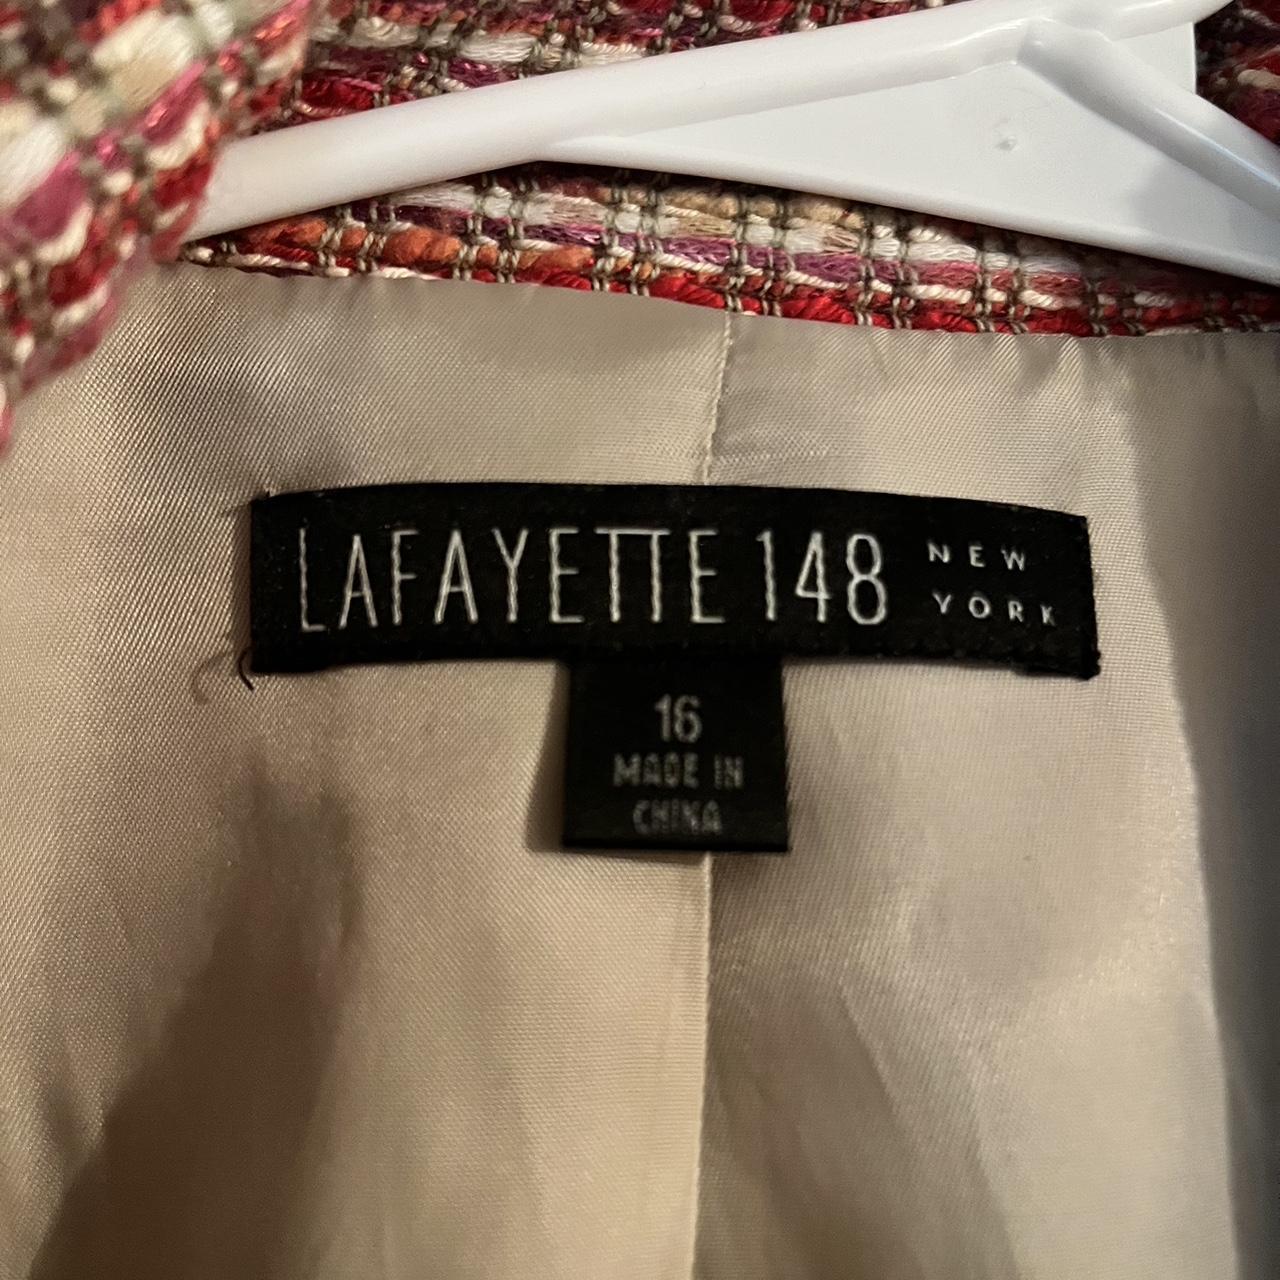 LAFAYETTE 148 NEW YORK
16
MADE IN
CHINA